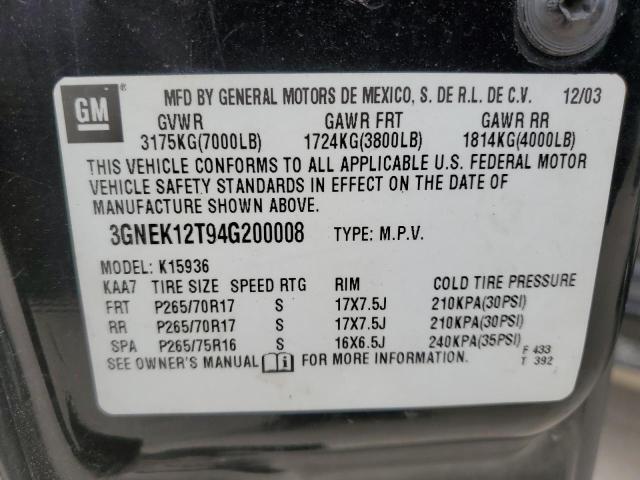 GM ®
MFD BY GENERAL MOTORS DE MEXICO, S. DE R.L. DE C.V. 12/03
GVWR GAWR FRT GAWR RR
3175KG(7000LB) 1724KG(3800LB) 1814KG(4000LB)
THIS VEHICLE CONFORMS TO ALL APPLICABLE U.S. FEDERAL MOTOR
VEHICLE SAFETY STANDARDS IN EFFECT ON THE DATE OF
MANUFACTURE SHOWN ABOVE.
3GNEK12T94G200008 TYPE: M.P.V.
MODEL: K15936
KAA7 TIRE SIZE SPEED RTG RIM COLD TIRE PRESSURE
FRT P265/70R17 S 17X7.5J 210KPA(30PSI)
RR P265/70R17 S 17X7.5J 210KPA(30PSI)
SPA P265/75R16 S 16X6.5J 240KPA(35PSI) F 433
SEE OWNER'S MANUAL FOR MORE INFORMATION. T 392